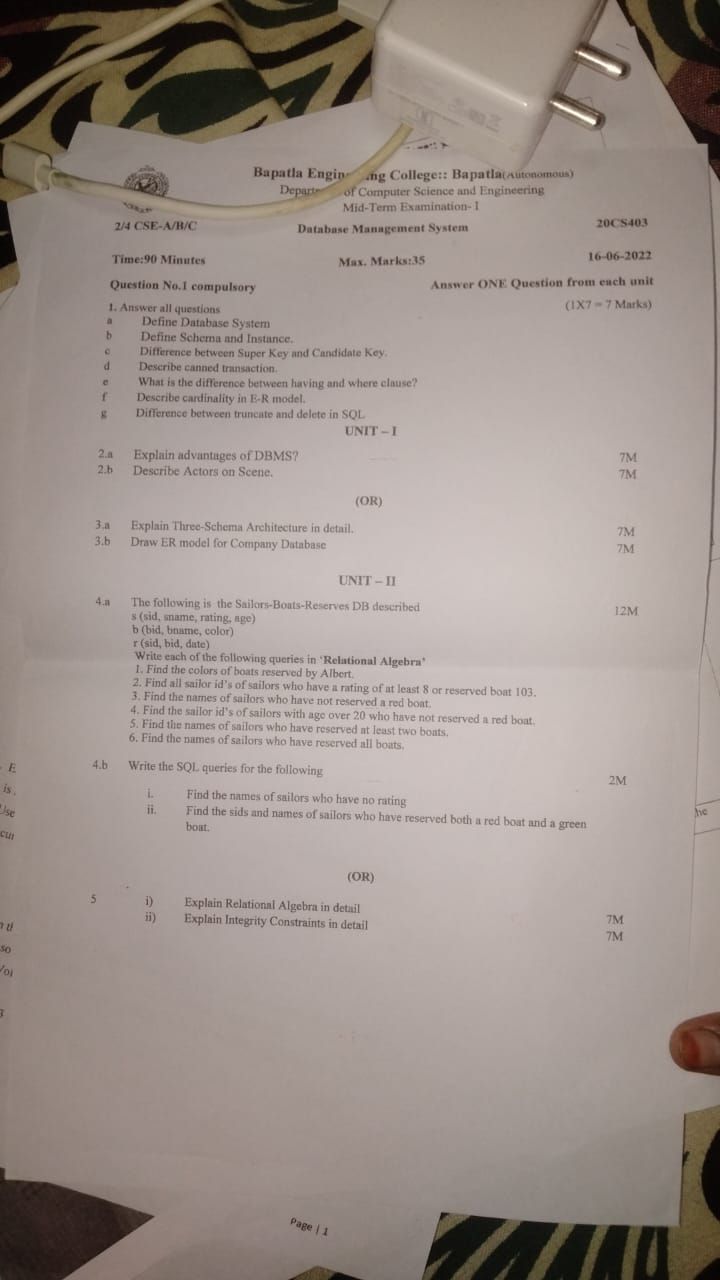 Bapatla Engin ng College:: Bapatla(Autonomous)
Depart of Computer Science and Engineering
Mid-Term Examination- I
2/4 CSE-A/B/C
Database Management System
20CS403
Time:90 Minutes
Max. Marks:35
16-06-2022
Question No.1 compulsory
Answer ONE Question from each unit
1. Answer all questions
(1X7 = 7 Marks)
a Define Database System
b Define Schema and Instance.
c Difference between Super Key and Candidate Key.
d Describe canned transaction.
e What is the difference between having and where clause?
f Describe cardinality in E-R model.
g Difference between truncate and delete in SQL
UNIT – I
2.a Explain advantages of DBMS? 7M
2.b Describe Actors on Scene. 7M
(OR)
3.a Explain Three-Schema Architecture in detail. 7M
3.b Draw ER model for Company Database 7M
UNIT – II
4.a The following is the Sailors-Boats-Reserves DB described 12M
s (sid, sname, rating, age)
b (bid, bname, color)
r (sid, bid, date)
Write each of the following queries in ‘Relational Algebra’
1. Find the colors of boats reserved by Albert.
2. Find all sailor id’s of sailors who have a rating of at least 8 or reserved boat 103.
3. Find the names of sailors who have not reserved a red boat.
4. Find the sailor id’s of sailors with age over 20 who have not reserved a red boat.
5. Find the names of sailors who have reserved at least two boats.
6. Find the names of sailors who have reserved all boats.
4.b Write the SQL queries for the following 2M
i. Find the names of sailors who have no rating
ii. Find the sids and names of sailors who have reserved both a red boat and a green
boat.
(OR)
5 i) Explain Relational Algebra in detail 7M
ii) Explain Integrity Constraints in detail 7M
Page | 1